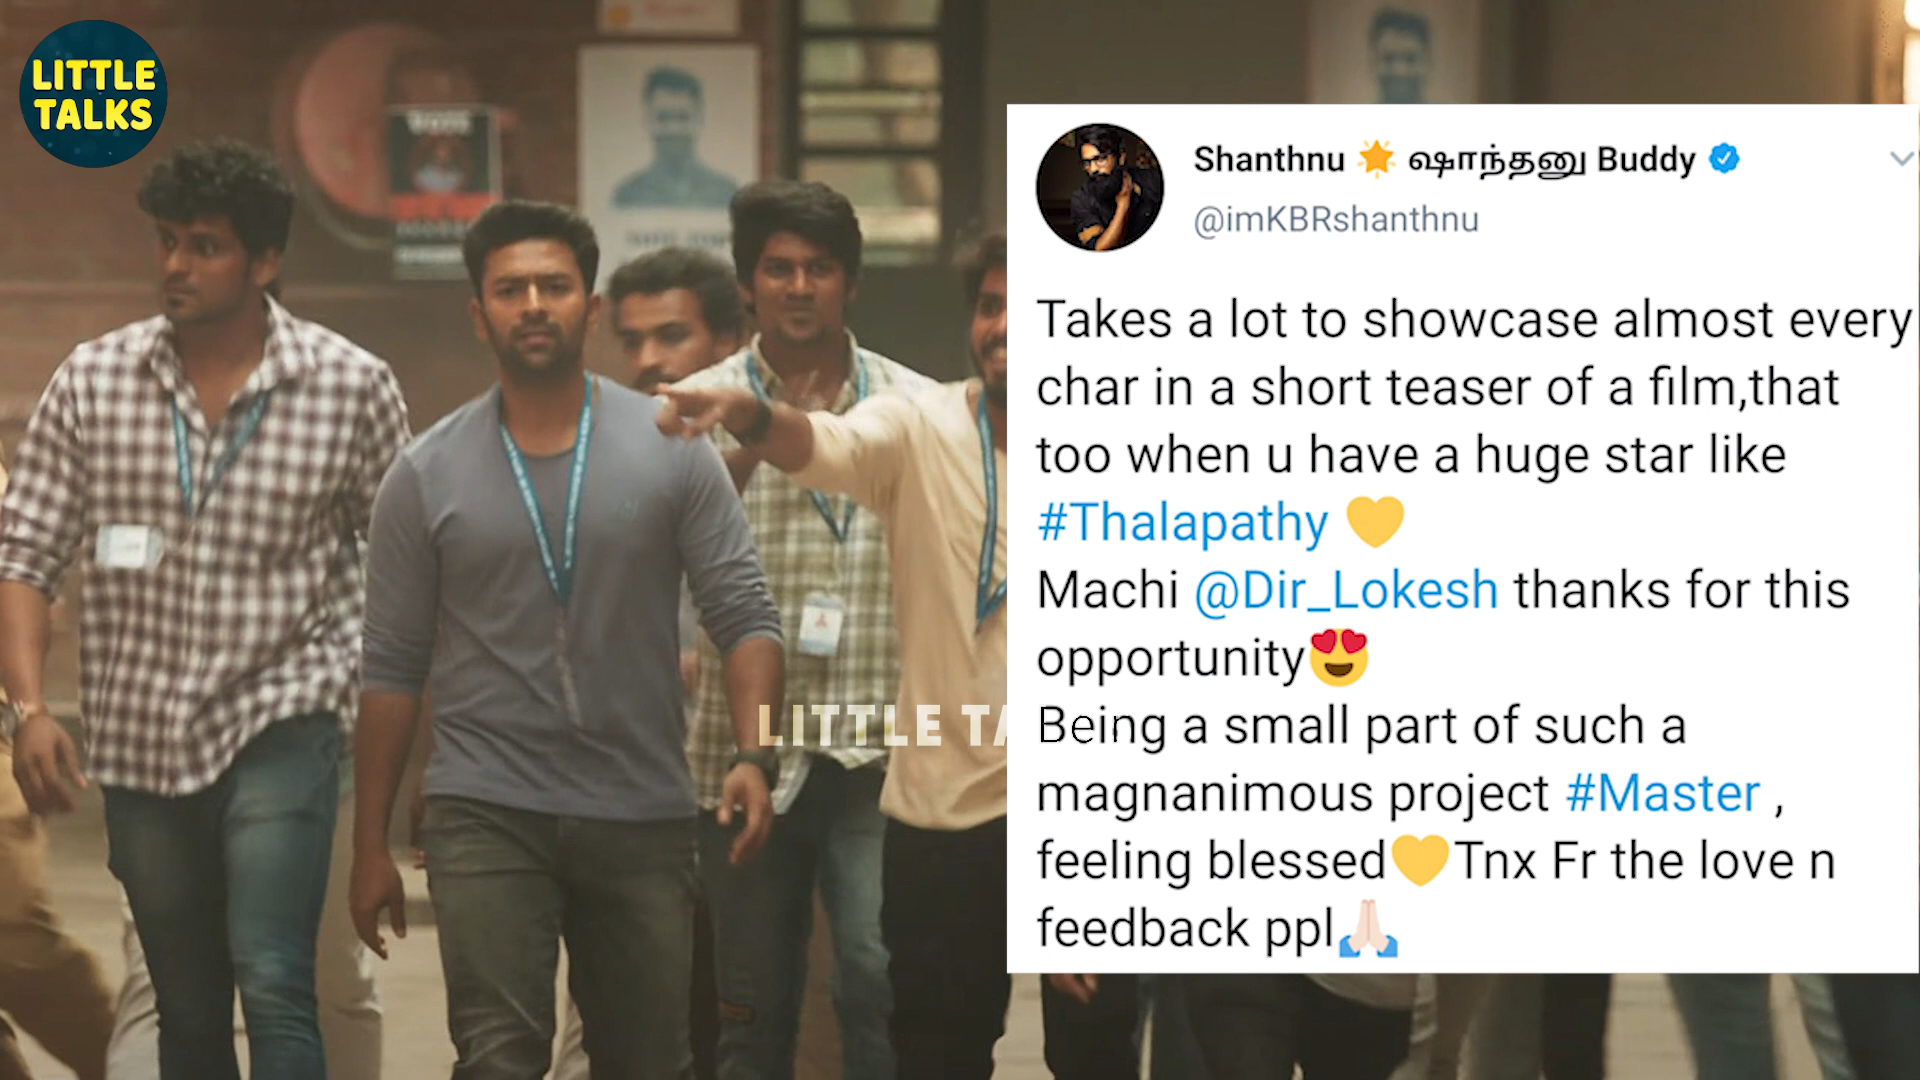 LITTLE
TALKS
Shanthnu 🌟 ஷாந்தனு Buddy
@imKBRshanthnu
Takes a lot to showcase almost every
char in a short teaser of a film,that
too when u have a huge star like
#Thalapathy 💛
Machi @Dir_Lokesh thanks for this
opportunity😍
Being a small part of such a
magnanimous project #Master ,
feeling blessed💛Tnx Fr the love n
feedback ppl🙏🏻
LITTLE TA